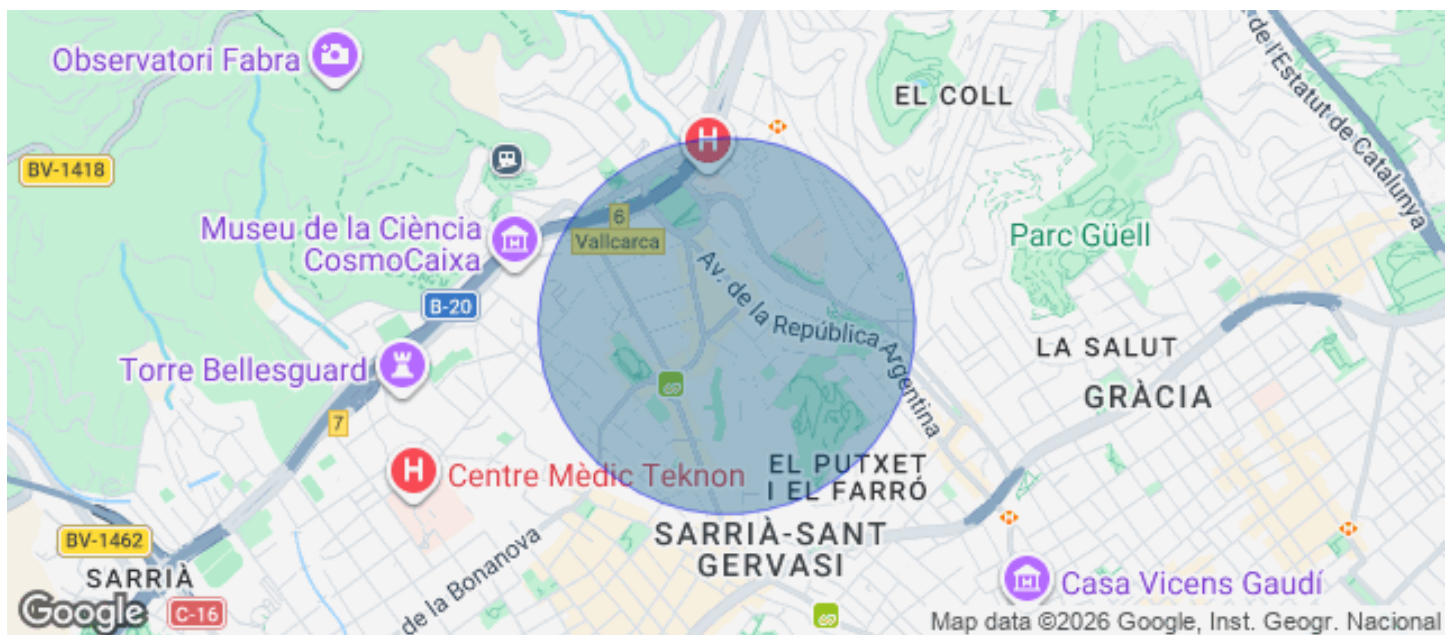 Observatori Fabra
EL COLL
de l'Estatut de Catalunya
BV-1418
H
6
Vallcarca
Museu de la Ciència
CosmoCaixa
Parc Güell
Av. de la República Argentina
B-20
LA SALUT
Torre Bellesguard
GRÀCIA
7
H
Centre Mèdic Teknon
EL PUTXET
I EL FARRÓ
BV-1462
SARRIÀ-SANT
GERVASI
SARRIÀ
de la Bonanova
Casa Vicens Gaudí
Google
C-16
Map data ©2026 Google, Inst. Geogr. Nacional